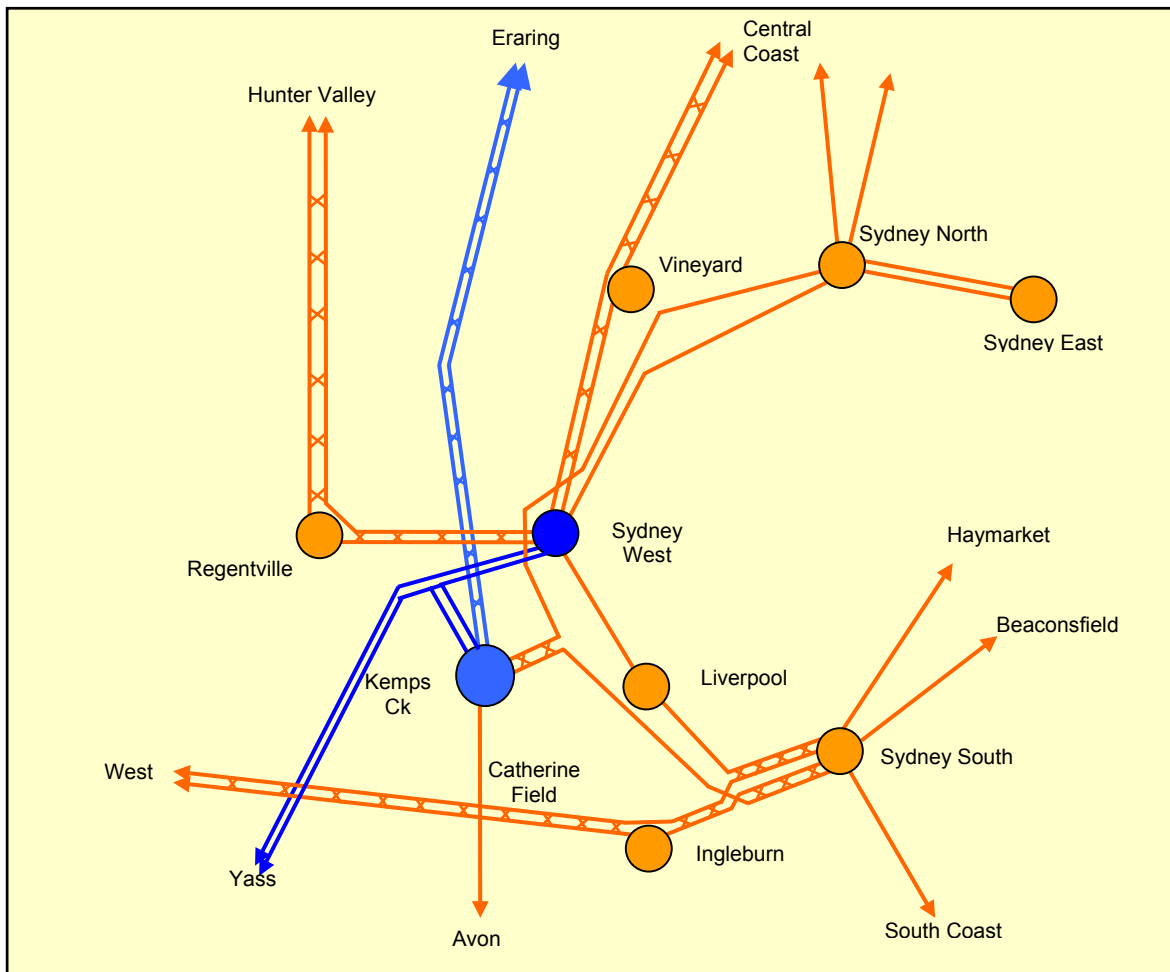 Eraring
Central
Coast
Hunter Valley
Sydney North
Vineyard
Sydney East
Sydney
West
Haymarket
Regentville
Beaconsfield
Kemps
Ck
Liverpool
Sydney South
West
Catherine
Field
Ingleburn
Yass
Avon
South Coast